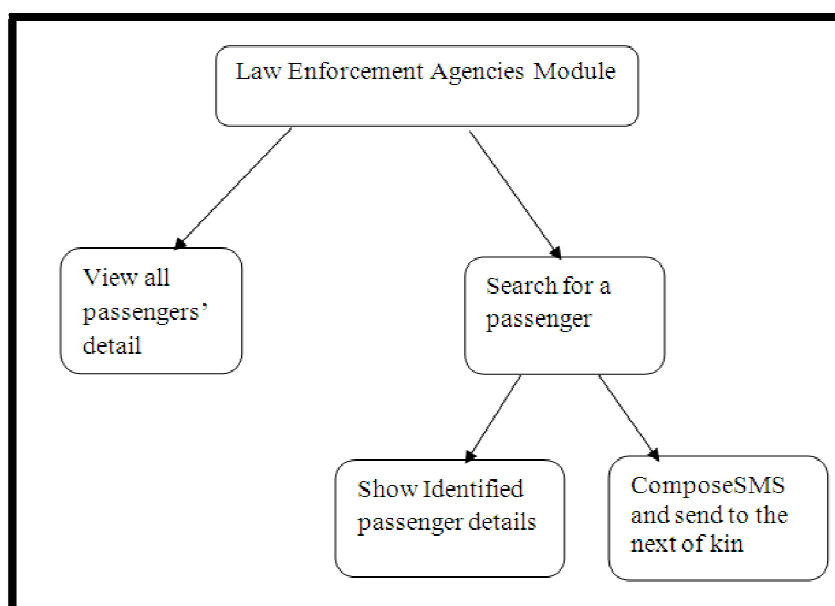 Law Enforcement Agencies Module
View all
passengers’
detail
Search for a
passenger
Show Identified
passenger details
ComposeSMS
and send to the
next of kin